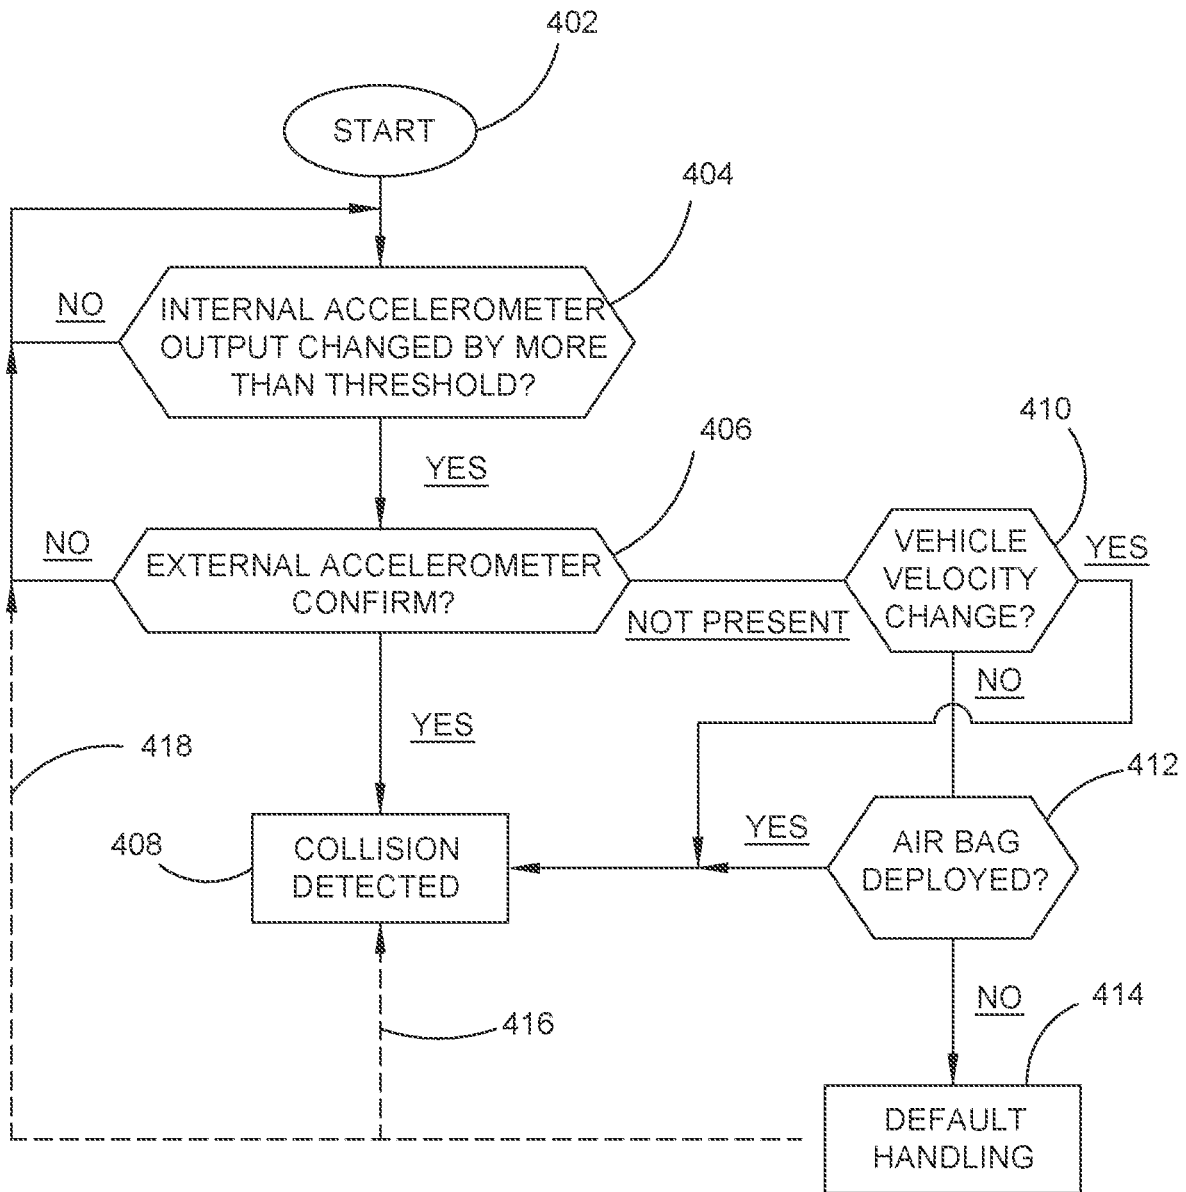 402
START
404
NO
INTERNAL ACCELEROMETER
OUTPUT CHANGED BY MORE
THAN THRESHOLD?
410
406
YES
NO
EXTERNAL ACCELEROMETER
CONFIRM?
NOT PRESENT
VEHICLE
VELOCITY
CHANGE?
YES
NO
YES
418
412
408
COLLISION
DETECTED
YES
AIR BAG
DEPLOYED?
NO
414
416
DEFAULT
HANDLING